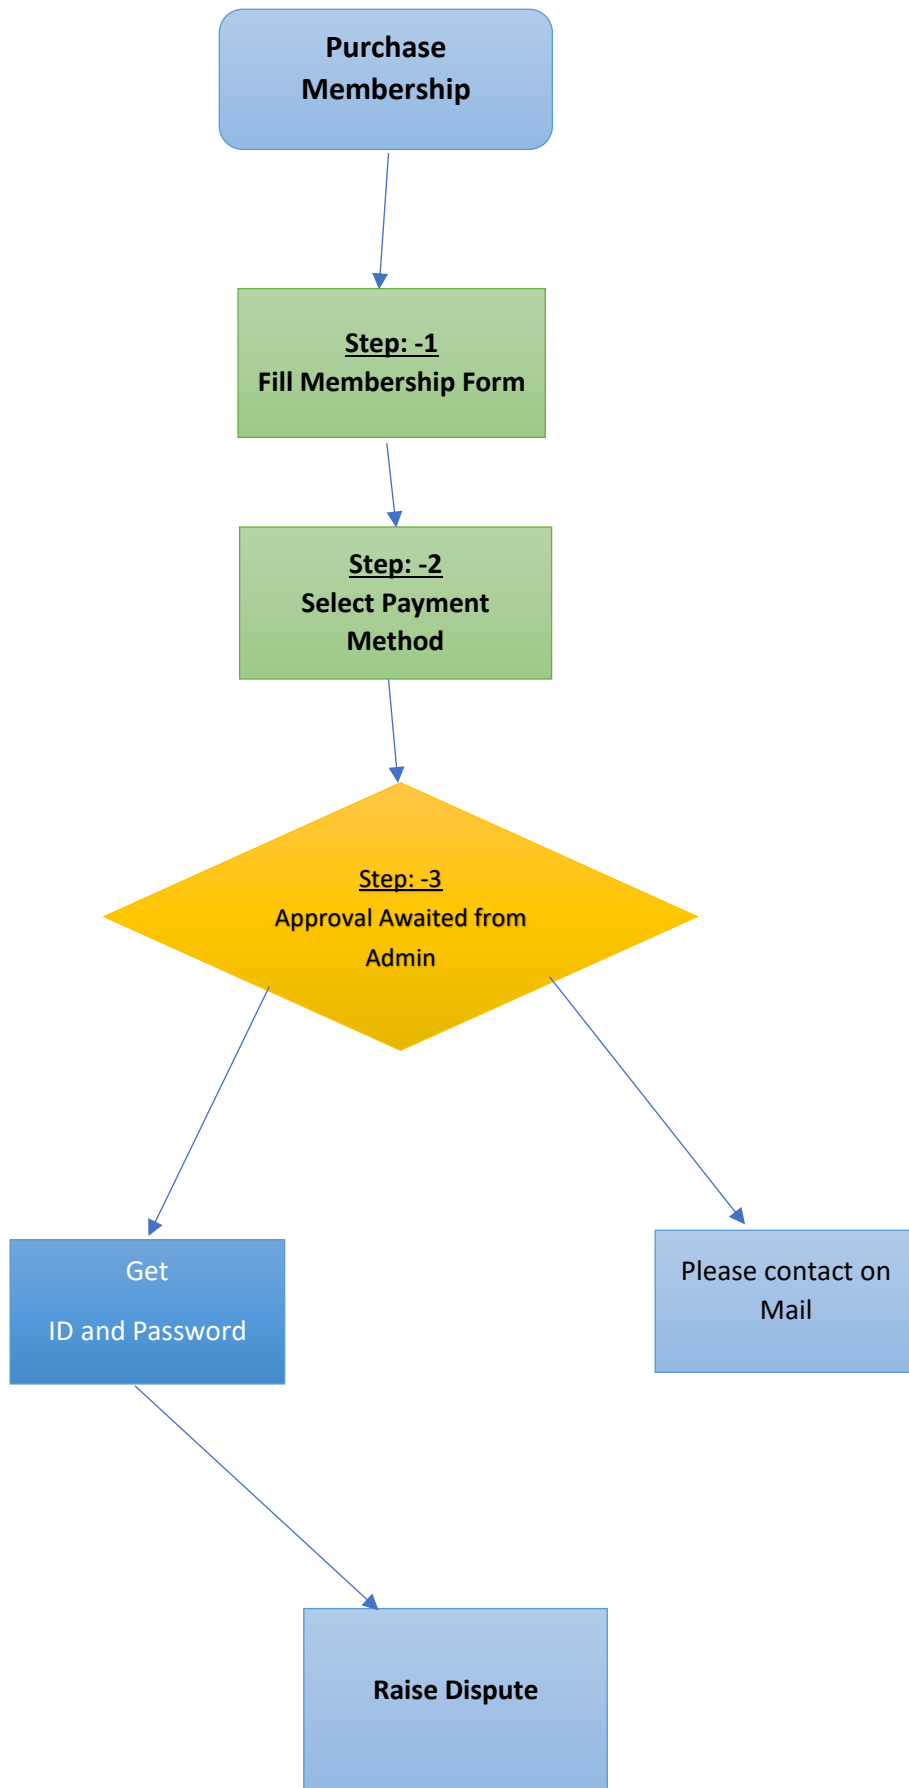 Purchase
Membership
Step: -1
Fill Membership Form
Step: -2
Select Payment
Method
Step: -3
Approval Awaited from
Admin
Get
ID and Password
Please contact on
Mail
Raise Dispute